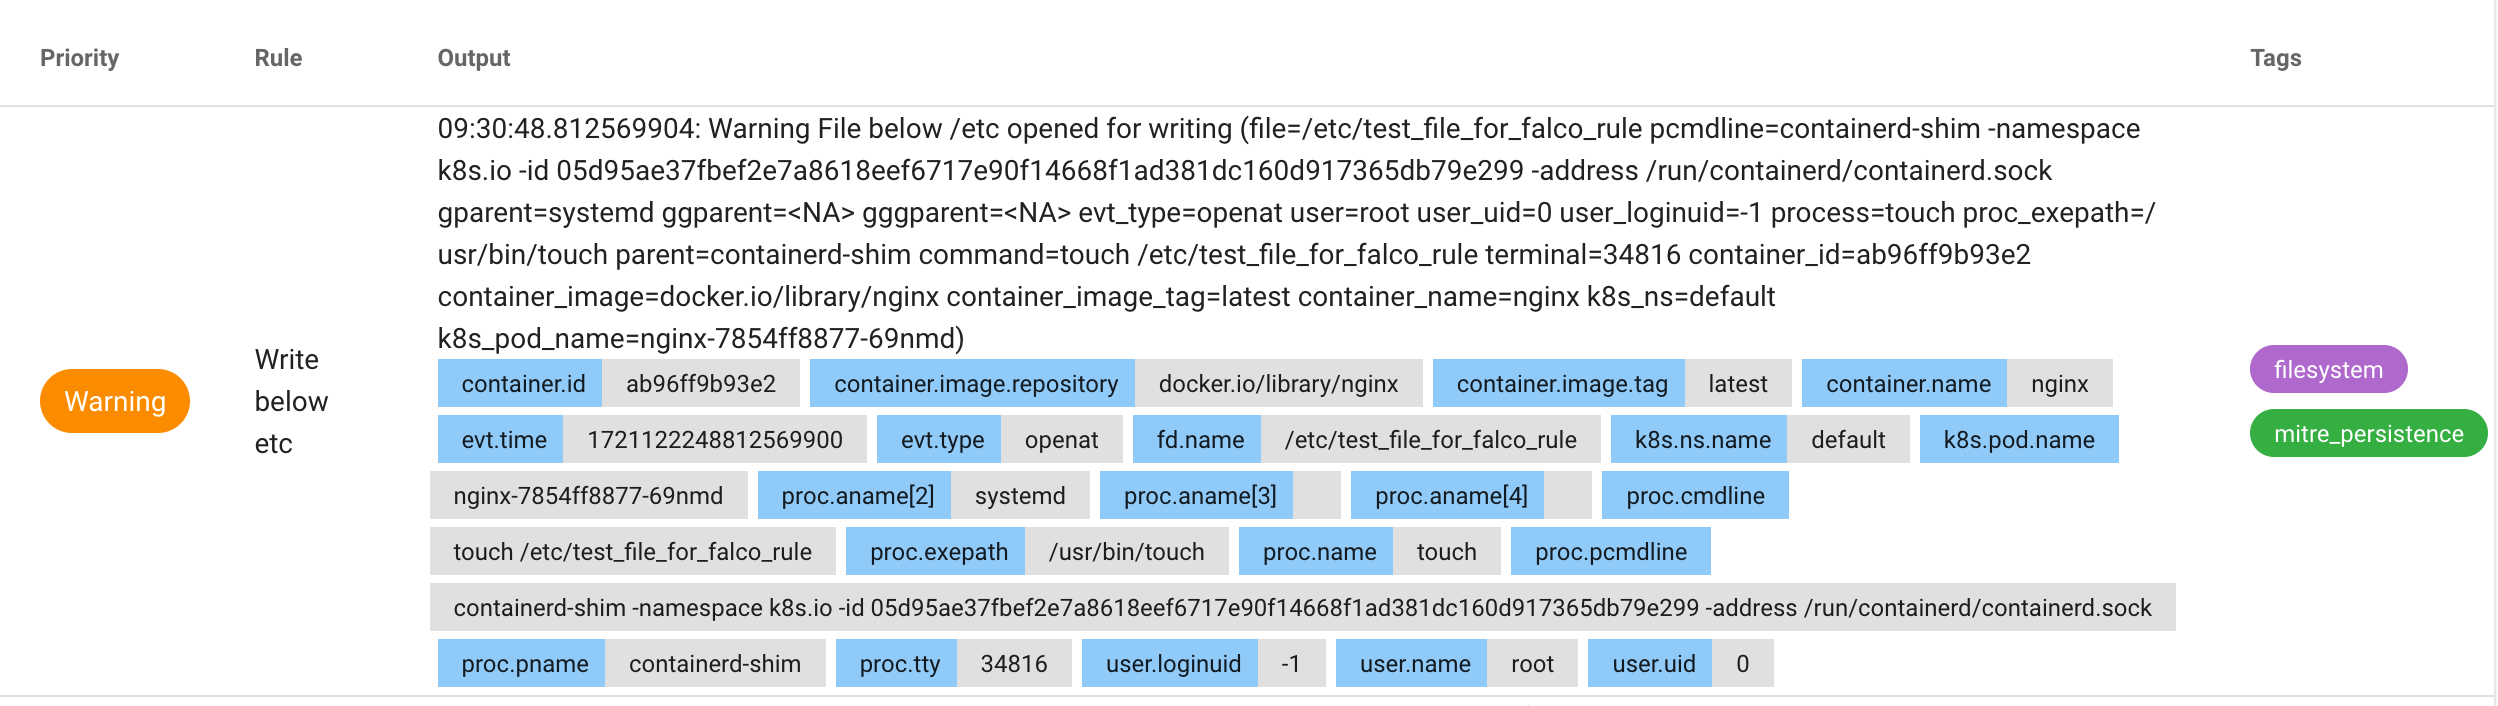 Priority Rule Output Tags
09:30:48.812569904: Warning File below /etc opened for writing (file=/etc/test_file_for_falco_rule pcmdline=containerd-shim -namespace
k8s.io -id 05d95ae37fbef2e7a8618eef6717e90f14668f1ad381dc160d917365db79e299 -address /run/containerd/containerd.sock
gparent=systemd ggparent=<NA> gggparent=<NA> evt_type=openat user=root user_uid=0 user_loginuid=-1 process=touch proc_exepath=/
usr/bin/touch parent=containerd-shim command=touch /etc/test_file_for_falco_rule terminal=34816 container_id=ab96ff9b93e2
container_image=docker.io/library/nginx container_image_tag=latest container_name=nginx k8s_ns=default
k8s_pod_name=nginx-7854ff8877-69nmd)
Warning
Write
below
etc
container.id ab96ff9b93e2 container.image.repository docker.io/library/nginx container.image.tag latest container.name nginx
evt.time 1721122248812569900 evt.type openat fd.name /etc/test_file_for_falco_rule k8s.ns.name default k8s.pod.name
nginx-7854ff8877-69nmd proc.aname[2] systemd proc.aname[3] proc.aname[4] proc.cmdline
touch /etc/test_file_for_falco_rule proc.exepath /usr/bin/touch proc.name touch proc.pcmdline
containerd-shim -namespace k8s.io -id 05d95ae37fbef2e7a8618eef6717e90f14668f1ad381dc160d917365db79e299 -address /run/containerd/containerd.sock
proc.pname containerd-shim proc.tty 34816 user.loginuid -1 user.name root user.uid 0
filesystem
mitre_persistence